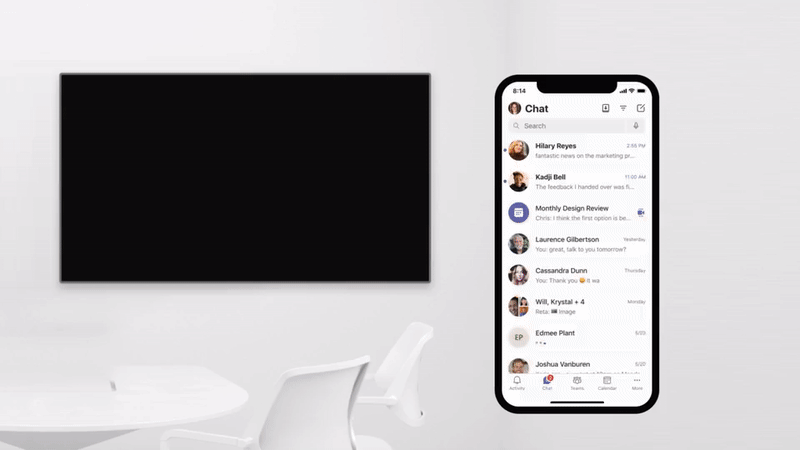 8:14
Chat
Search
Hilary Reyes
2:55 PM
fantastic news on the marketing pr...
Kadji Bell
11:00 AM
The feedback I handed over was fi...
Monthly Design Review
Chris: I think the first option is be...
Laurence Gilbertson
Yesterday
You: great, talk to you tomorrow?
Cassandra Dunn
Thursday
You: Thank you 😄 it wa
Will, Krystal + 4
Monday
Reta: Image
EP
Edmee Plant
5/23
Joshua Vanburen
5/20
2
Activity
Chat
Teams
Calendar
More